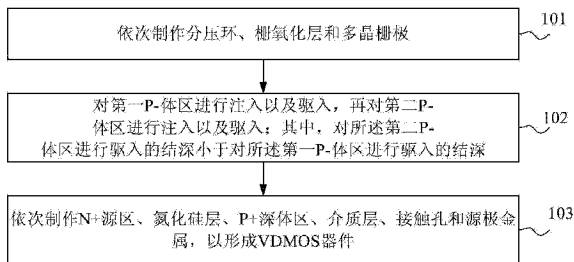 依次制作分压环、栅氧化层和多晶栅极
101
对第一P-体区进行注入以及驱入，再对第二P-
体区进行注入以及驱入；其中，对所述第二P-
体区进行驱入的结深小于对所述第一P-体区进行驱入的结深
102
依次制作N+源区、氮化硅层、P+深体区、介质层、接触孔和源极金
属，以形成VDMOS器件
103